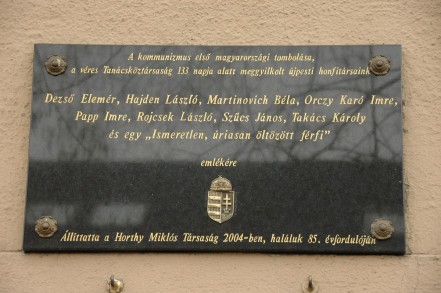 A kommunizmus első magyarországi tombolása,
a véres Tanácsköztársaság 133 napja alatt meggyilkolt újpesti honfitársaink
Dezső Elemér, Hajden László, Martinovich Béla, Orczy Karó Imre,
Papp Imre, Rojcsek László, Szűcs János, Takács Károly
és egy „Ismeretlen, úriasan öltözött férfi”
emlékére
Állíttatta a Horthy Miklós Társaság 2004-ben, haláluk 85. évfordulóján